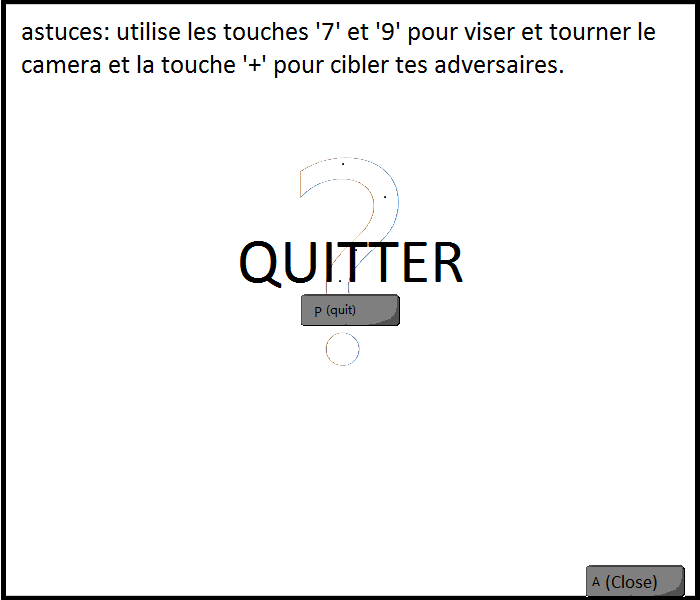 astuces: utilise les touches '7' et '9' pour viser et tourner le
camera et la touche '+' pour cibler tes adversaires.
?
QUITTER
p (quit)
A (Close)